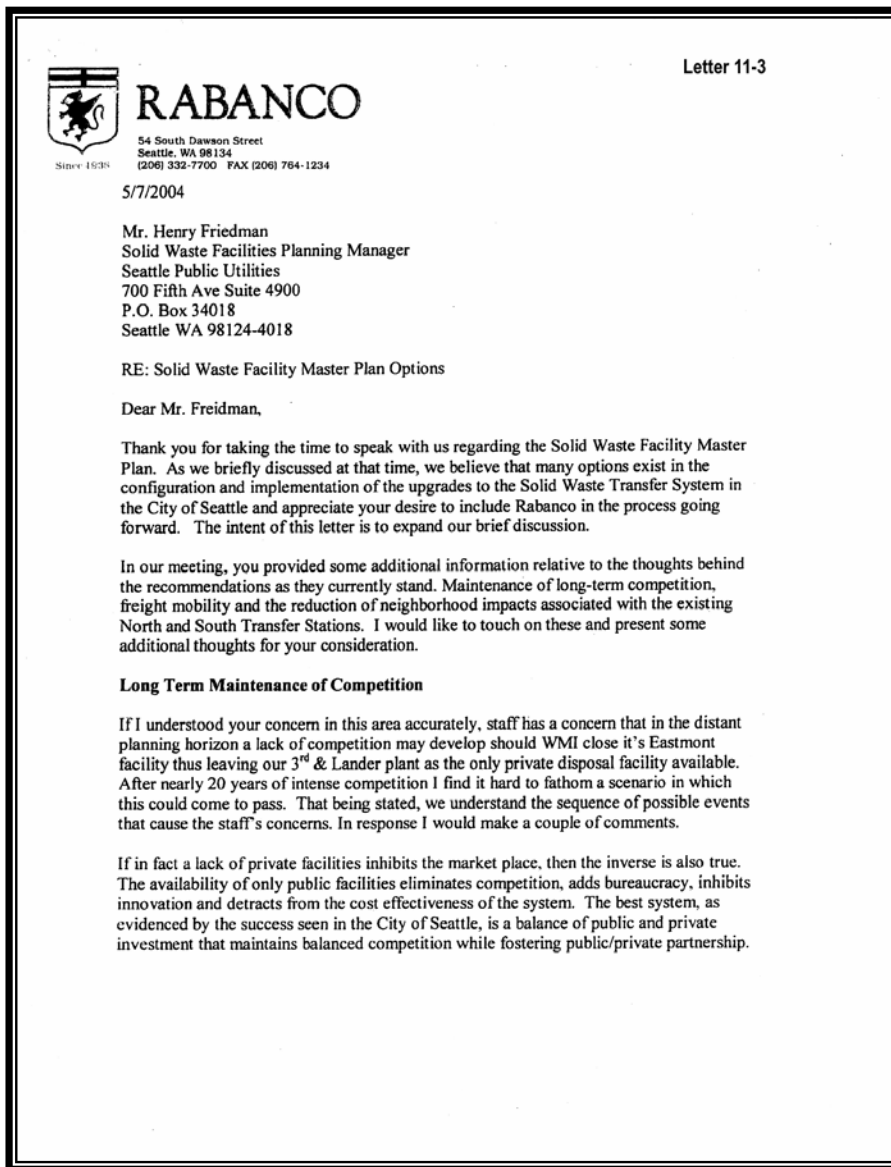 Letter 11-3
RABANCO
54 South Dawson Street
Seattle, WA 98134
Since 1938
(206) 332-7700 FAX (206) 764-1234
5/7/2004
Mr. Henry Friedman
Solid Waste Facilities Planning Manager
Seattle Public Utilities
700 Fifth Ave Suite 4900
P.O. Box 34018
Seattle WA 98124-4018
RE: Solid Waste Facility Master Plan Options
Dear Mr. Freidman,
Thank you for taking the time to speak with us regarding the Solid Waste Facility Master
Plan. As we briefly discussed at that time, we believe that many options exist in the
configuration and implementation of the upgrades to the Solid Waste Transfer System in
the City of Seattle and appreciate your desire to include Rabanco in the process going
forward. The intent of this letter is to expand our brief discussion.
In our meeting, you provided some additional information relative to the thoughts behind
the recommendations as they currently stand. Maintenance of long-term competition,
freight mobility and the reduction of neighborhood impacts associated with the existing
North and South Transfer Stations. I would like to touch on these and present some
additional thoughts for your consideration.
Long Term Maintenance of Competition
If I understood your concern in this area accurately, staff has a concern that in the distant
planning horizon a lack of competition may develop should WMI close it's Eastmont
facility thus leaving our 3rd & Lander plant as the only private disposal facility available.
After nearly 20 years of intense competition I find it hard to fathom a scenario in which
this could come to pass. That being stated, we understand the sequence of possible events
that cause the staff's concerns. In response I would make a couple of comments.
If in fact a lack of private facilities inhibits the market place, then the inverse is also true.
The availability of only public facilities eliminates competition, adds bureaucracy, inhibits
innovation and detracts from the cost effectiveness of the system. The best system, as
evidenced by the success seen in the City of Seattle, is a balance of public and private
investment that maintains balanced competition while fostering public/private partnership.